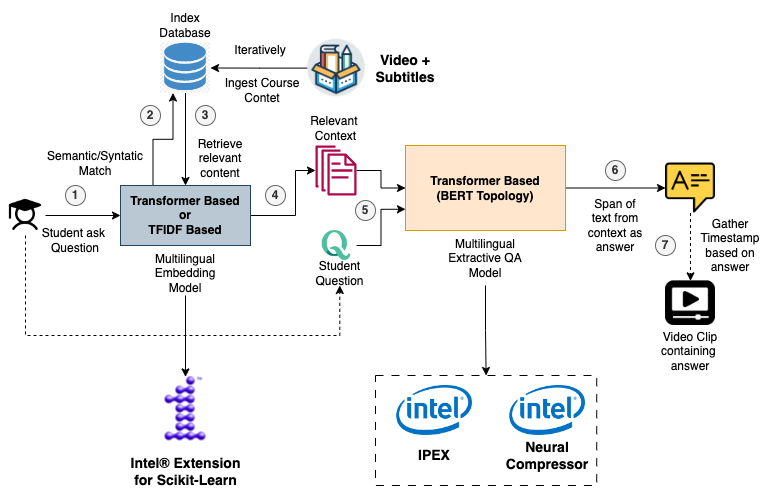 Index
Database
Iteratively
Ingest Course
Contet
Video +
Subtitles
2
3
Semantic/Syntatic
Match
Retrieve
relevant
content
Relevant
Context
1
Student ask
Question
Transformer Based
or
TFIDF Based
4
Multilingual
Embedding
Model
5
Q
Student
Question
Transformer Based
(BERT Topology)
Multilingual
Extractive QA
Model
6
Span of
text from
context as
answer
A
7
Gather
Timestamp
based on
answer
Video Clip
containing
answer
Intel® Extension
for Scikit-Learn
intel
IPEX
intel
Neural
Compressor